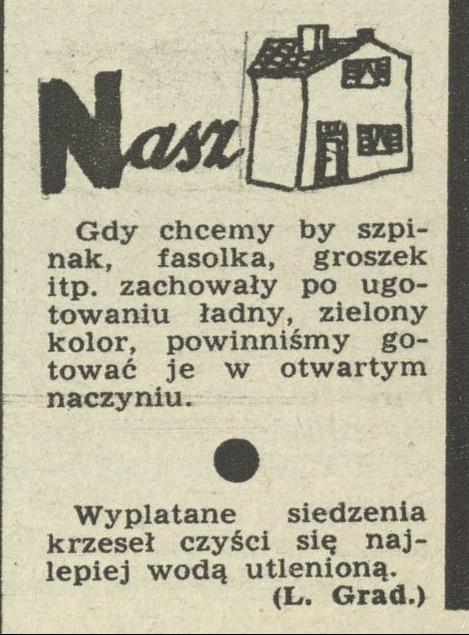 Nasz
Gdy chcemy by szpi-
nak, fasolka, groszek
itp. zachowały po ugo-
towaniu ładny, zielony
kolor, powinniśmy go-
tować je w otwartym
naczyniu.
Wyplatane siedzenia
krzeseł czyści się naj-
lepiej wodą utlenioną.
(L. Grad.)